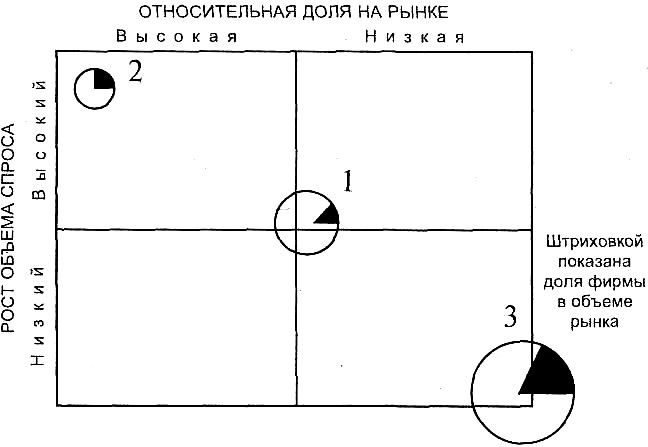 ОТНОСИТЕЛЬНАЯ ДОЛЯ НА РЫНКЕ
Высокая
Низкая
РОСТ ОБЪЕМА СПРОСА
Высокий
Низкий
2
1
3
Штриховкой
показана
доля фирмы
в объеме
рынка